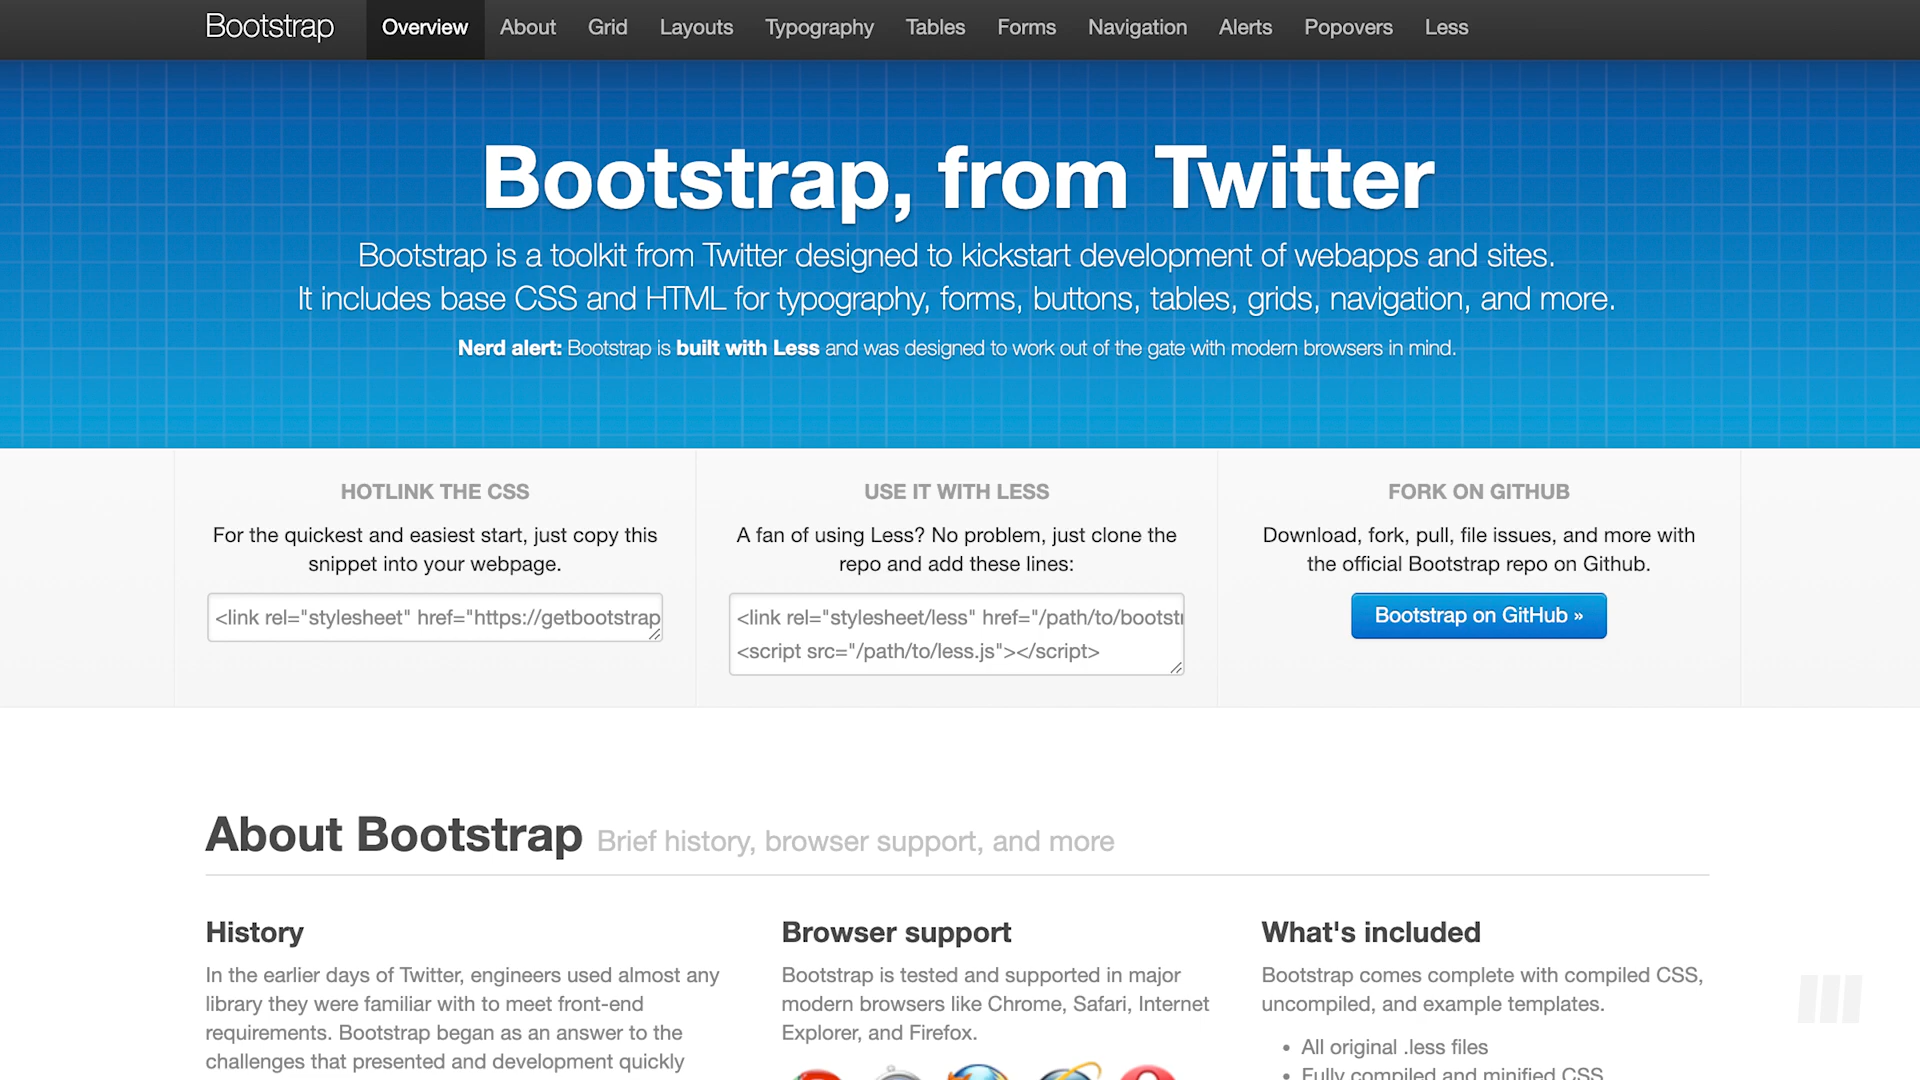 Bootstrap Overview About Grid Layouts Typography Tables Forms Navigation Alerts Popovers Less
Bootstrap, from Twitter
Bootstrap is a toolkit from Twitter designed to kickstart development of webapps and sites.
It includes base CSS and HTML for typography, forms, buttons, tables, grids, navigation, and more.
Nerd alert: Bootstrap is built with Less and was designed to work out of the gate with modern browsers in mind.
HOTLINK THE CSS
For the quickest and easiest start, just copy this
snippet into your webpage.
<link rel="stylesheet" href="https://getbootstrap
USE IT WITH LESS
A fan of using Less? No problem, just clone the
repo and add these lines:
<link rel="stylesheet/less" href="/path/to/bootst
<script src="/path/to/less.js"></script>
FORK ON GITHUB
Download, fork, pull, file issues, and more with
the official Bootstrap repo on Github.
Bootstrap on GitHub »
About Bootstrap Brief history, browser support, and more
History
In the earlier days of Twitter, engineers used almost any
library they were familiar with to meet front-end
requirements. Bootstrap began as an answer to the
challenges that presented and development quickly
Browser support
Bootstrap is tested and supported in major
modern browsers like Chrome, Safari, Internet
Explorer, and Firefox.
What's included
Bootstrap comes complete with compiled CSS,
uncompiled, and example templates.
• All original .less files
• Fully compiled and minified CSS